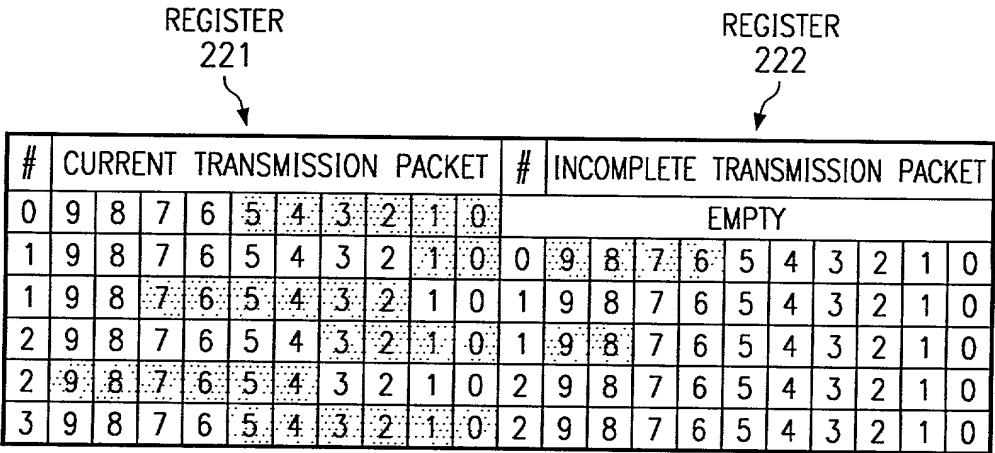 REGISTER 221
REGISTER 222
# CURRENT TRANSMISSION PACKET # INCOMPLETE TRANSMISSION PACKET
0 9 8 7 6 5 4 3 2 1 0 EMPTY
1 9 8 7 6 5 4 3 2 1 0 0 9 8 7 6 5 4 3 2 1 0
1 9 8 7 6 5 4 3 2 1 0 1 9 8 7 6 5 4 3 2 1 0
2 9 8 7 6 5 4 3 2 1 0 1 9 8 7 6 5 4 3 2 1 0
2 9 8 7 6 5 4 3 2 1 0 2 9 8 7 6 5 4 3 2 1 0
3 9 8 7 6 5 4 3 2 1 0 2 9 8 7 6 5 4 3 2 1 0